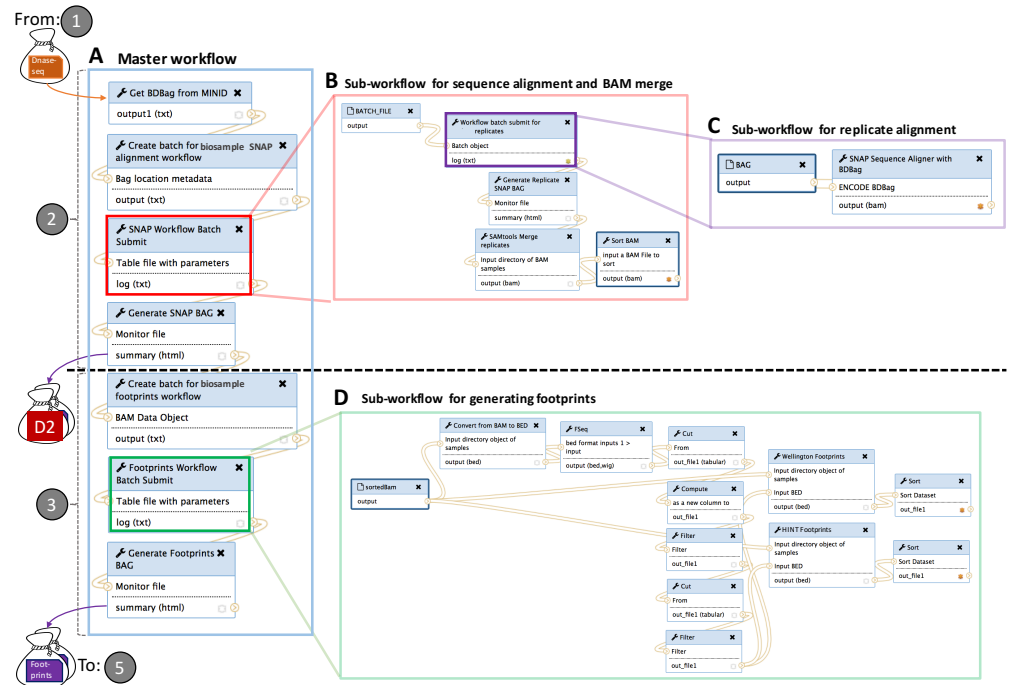 From: 1
Dnase-
seq
A Master workflow
Get BDBag from MINID ✖
output1 (txt)
Create batch for biosample SNAP ✖
alignment workflow
Bag location metadata
output (txt)
2
SNAP Workflow Batch ✖
Submit
Table file with parameters
log (txt)
Generate SNAP BAG ✖
Monitor file
summary (html)
D2
Create batch for biosample ✖
footprints workflow
BAM Data Object
output (txt)
3
Footprints Workflow ✖
Batch Submit
Table file with parameters
log (txt)
Generate Footprints ✖
BAG
Monitor file
summary (html)
Foot-
prints
To: 5
B Sub-workflow for sequence alignment and BAM merge
BATCH_FILE ✖
output
Workflow batch submit for ✖
replicates
Batch object
log (txt)
Generate Replicate ✖
SNAP BAG
Monitor file
summary (html)
SAMtools Merge ✖
replicates
Input directory of BAM
samples
output (bam)
Sort BAM ✖
input a BAM File to
sort
output (bam)
C Sub-workflow for replicate alignment
BAG ✖
output
SNAP Sequence Aligner with ✖
BDBag
ENCODE BDBag
output (bam)
D Sub-workflow for generating footprints
sortedBam ✖
output
Convert from BAM to BED ✖
Input directory object of
samples
output (bed)
FSeq ✖
bed format inputs 1 >
input
output (bed,wig)
Cut ✖
From
out_file1 (tabular)
Compute ✖
as a new column to
out_file1
Filter ✖
Filter
out_file1
Cut ✖
From
out_file1 (tabular)
Filter ✖
Filter
out_file1
Wellington Footprints ✖
Input directory object of
samples
Input BED
output (bed)
Sort ✖
Sort Dataset
out_file1
HINT Footprints ✖
Input directory object of
samples
Input BED
output (bed)
Sort ✖
Sort Dataset
out_file1